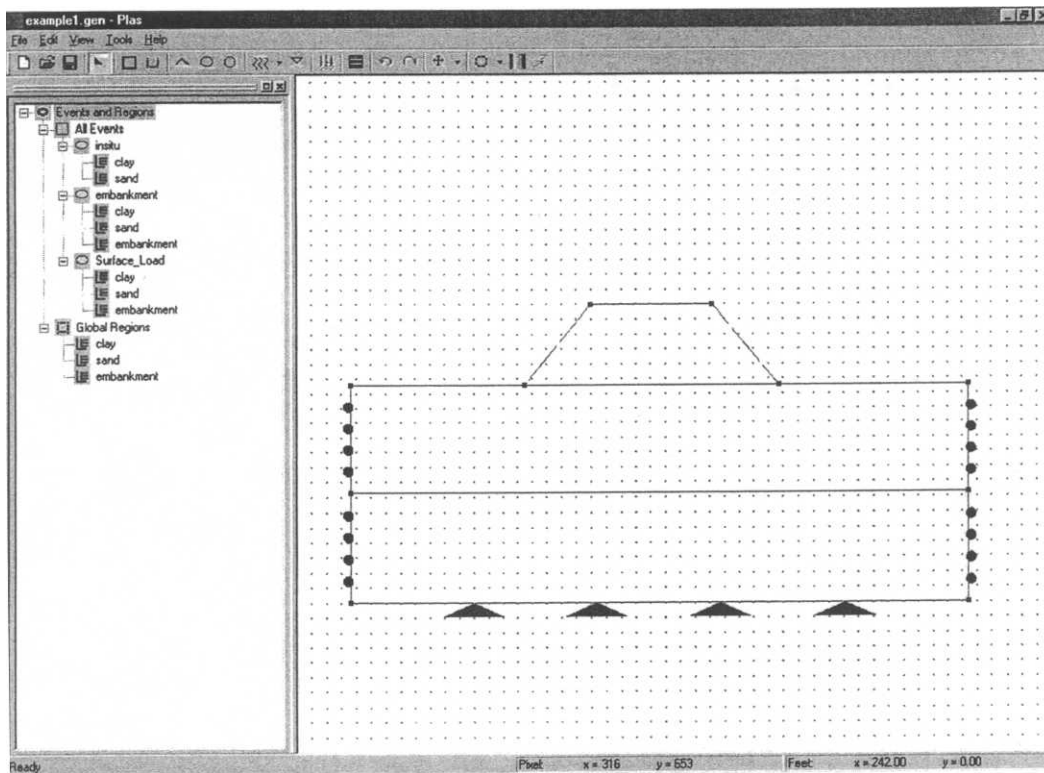 example1.gen - Plas
File Edit View Tools Help
Events and Regions
All Events
insitu
clay
sand
embankment
clay
sand
embankment
Surface_Load
clay
sand
embankment
Global Regions
clay
sand
embankment
Ready
Pixel: x = 316 y = 653
Feet: x = 242.00 y = 0.00